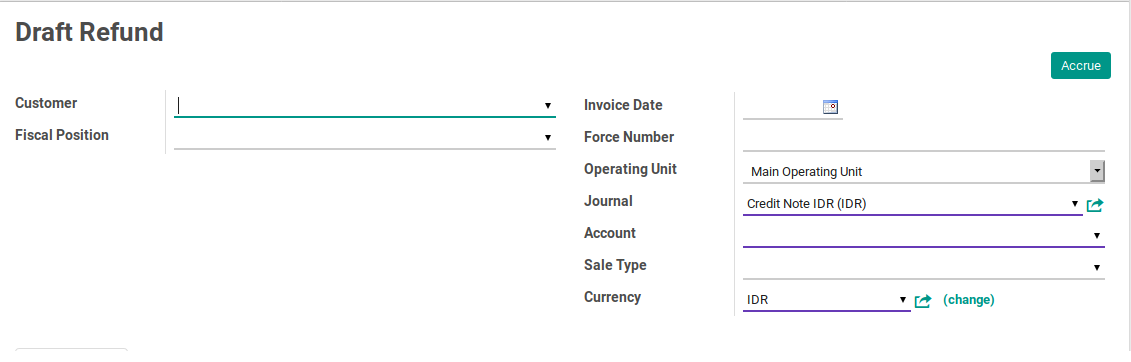 Draft Refund
Accrue
Customer
Fiscal Position
Invoice Date
Force Number
Operating Unit Main Operating Unit
Journal Credit Note IDR (IDR)
Account
Sale Type
Currency IDR (change)